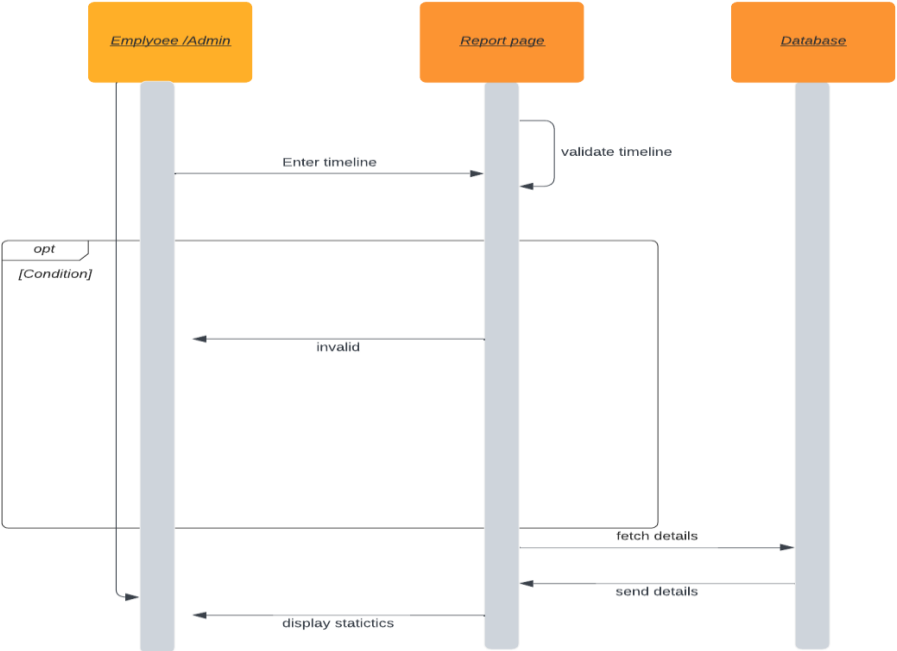 Emplyoee /Admin
Report page
Database
validate timeline
Enter timeline
opt
[Condition]
invalid
fetch details
send details
display statictics